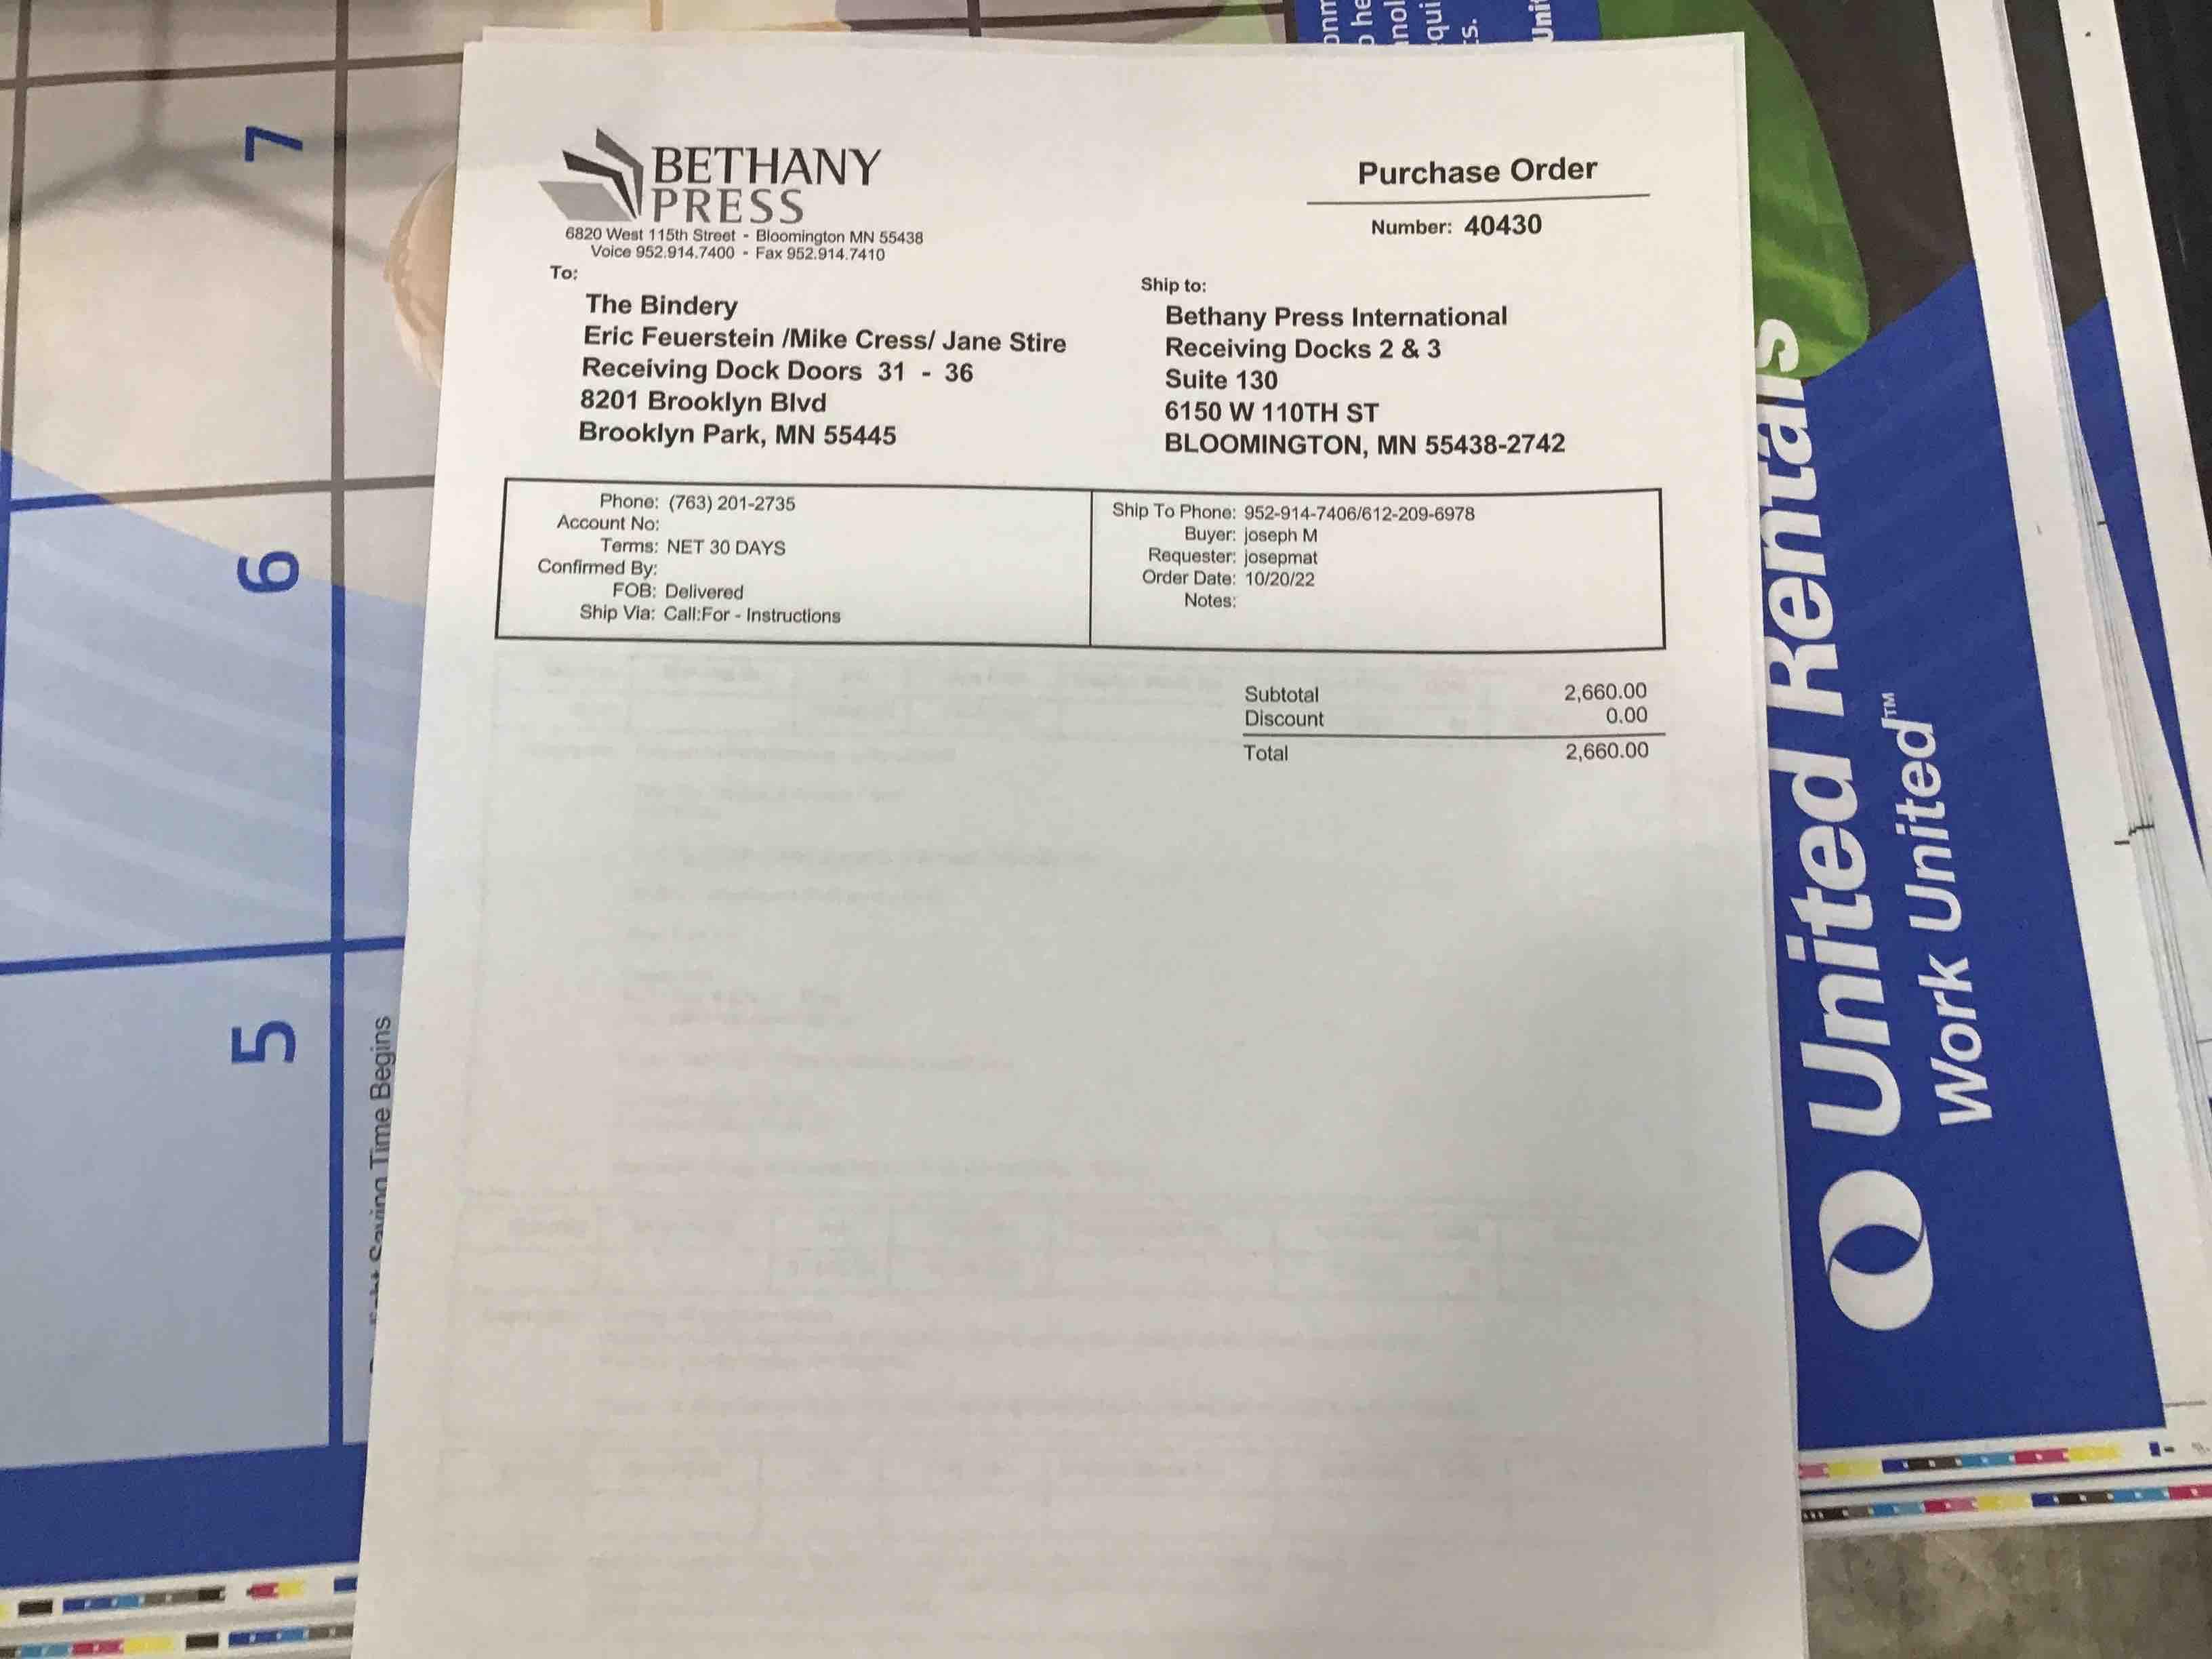 BETHANY
PRESS
6820 West 115th Street - Bloomington MN 55438
Voice 952.914.7400 - Fax 952.914.7410
Purchase Order
Number: 40430
To:
The Bindery
Eric Feuerstein /Mike Cress/ Jane Stire
Receiving Dock Doors 31 - 36
8201 Brooklyn Blvd
Brooklyn Park, MN 55445
Ship to:
Bethany Press International
Receiving Docks 2 & 3
Suite 130
6150 W 110TH ST
BLOOMINGTON, MN 55438-2742
Phone: (763) 201-2735
Account No:
Terms: NET 30 DAYS
Confirmed By:
FOB: Delivered
Ship Via: Call:For - Instructions
Ship To Phone: 952-914-7406/612-209-6978
Buyer: joseph M
Requester: josepmat
Order Date: 10/20/22
Notes:
Subtotal 2,660.00
Discount 0.00
Total 2,660.00
7
6
5
Saving Time Begins
United Rentals
Work United™